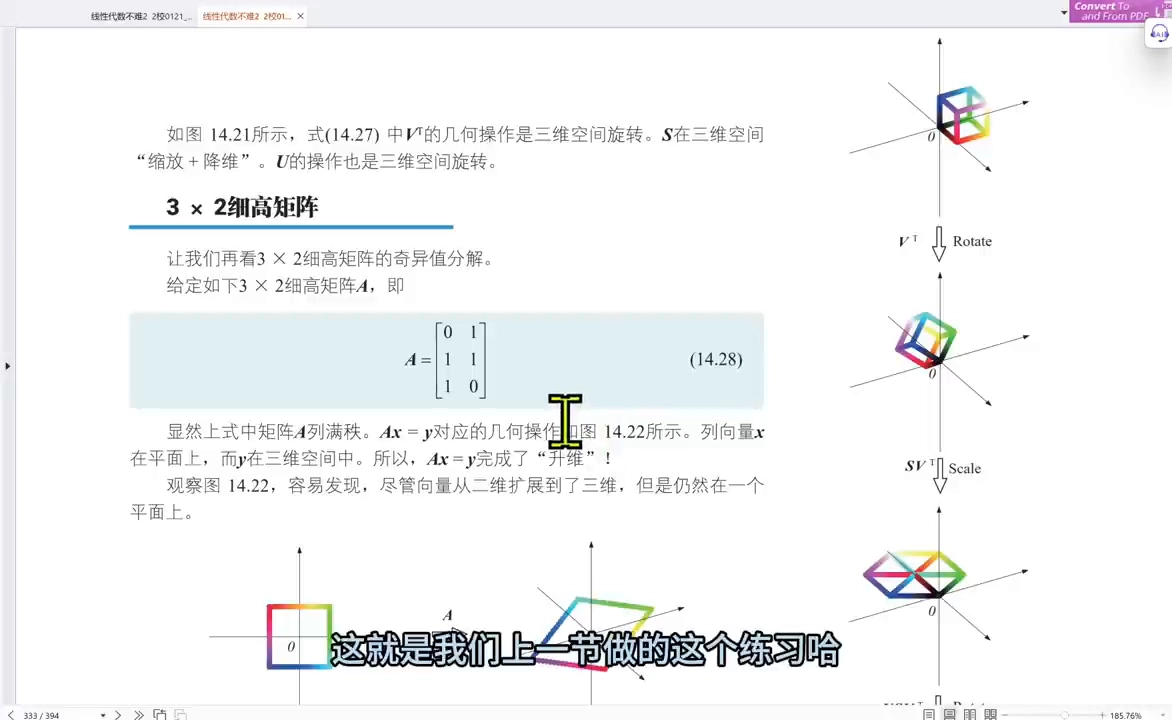 线性代数不难2  2校0121_...
线性代数不难2  2校01...
Convert To
and From PDF
如图 14.21所示，式(14.27) 中Vᵀ的几何操作是三维空间旋转。S在三维空间
“缩放 + 降维”。U的操作也是三维空间旋转。
3 × 2细高矩阵
让我们再看3 × 2细高矩阵的奇异值分解。
给定如下3 × 2细高矩阵A，即
A = [0 1
1 1
1 0]
(14.28)
显然上式中矩阵A列满秩。Ax = y对应的几何操作如图 14.22所示。列向量x
在平面上，而y在三维空间中。所以，Ax = y完成了“升维”！
观察图 14.22，容易发现，尽管向量从二维扩展到了三维，但是仍然在一个
平面上。
0
A
这就是我们上一节做的这个练习哈
0
Vᵀ Rotate
0
SVᵀ Scale
0
333 / 394
185.76%